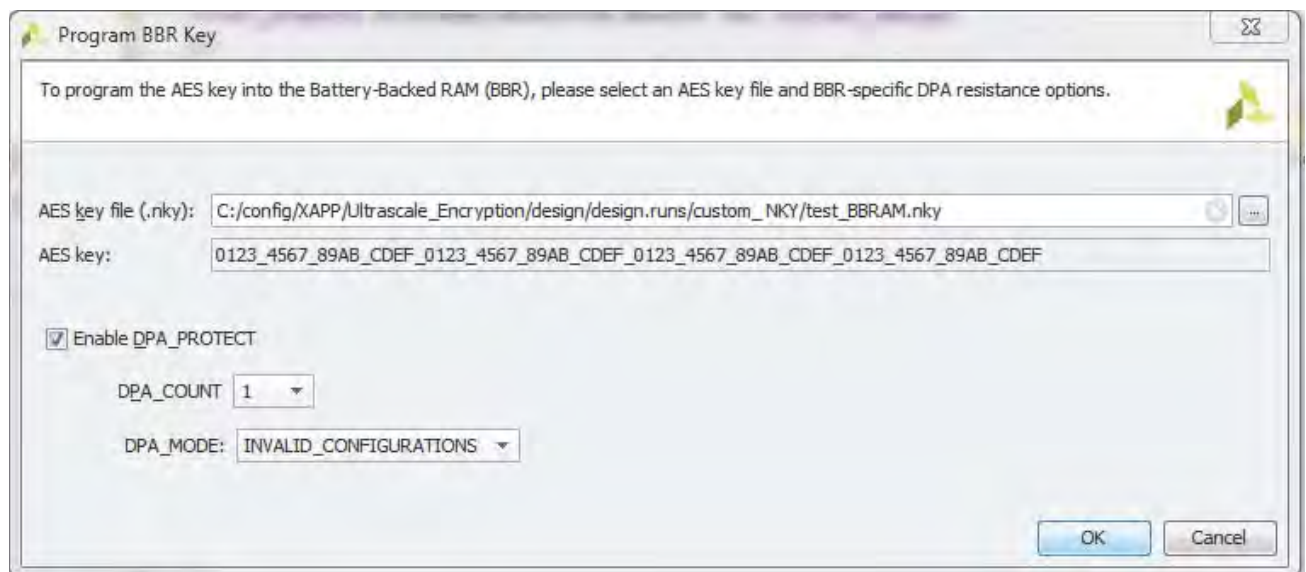 Program BBR Key
To program the AES key into the Battery-Backed RAM (BBR), please select an AES key file and BBR-specific DPA resistance options.
AES key file (.nky): C:/config/XAPP/Ultrascale_Encryption/design/design.runs/custom_ NKY/test_BBRAM.nky ...
AES key: 0123_4567_89AB_CDEF_0123_4567_89AB_CDEF_0123_4567_89AB_CDEF_0123_4567_89AB_CDEF
Enable DPA_PROTECT
DPA_COUNT 1
DPA_MODE: INVALID_CONFIGURATIONS
OK Cancel